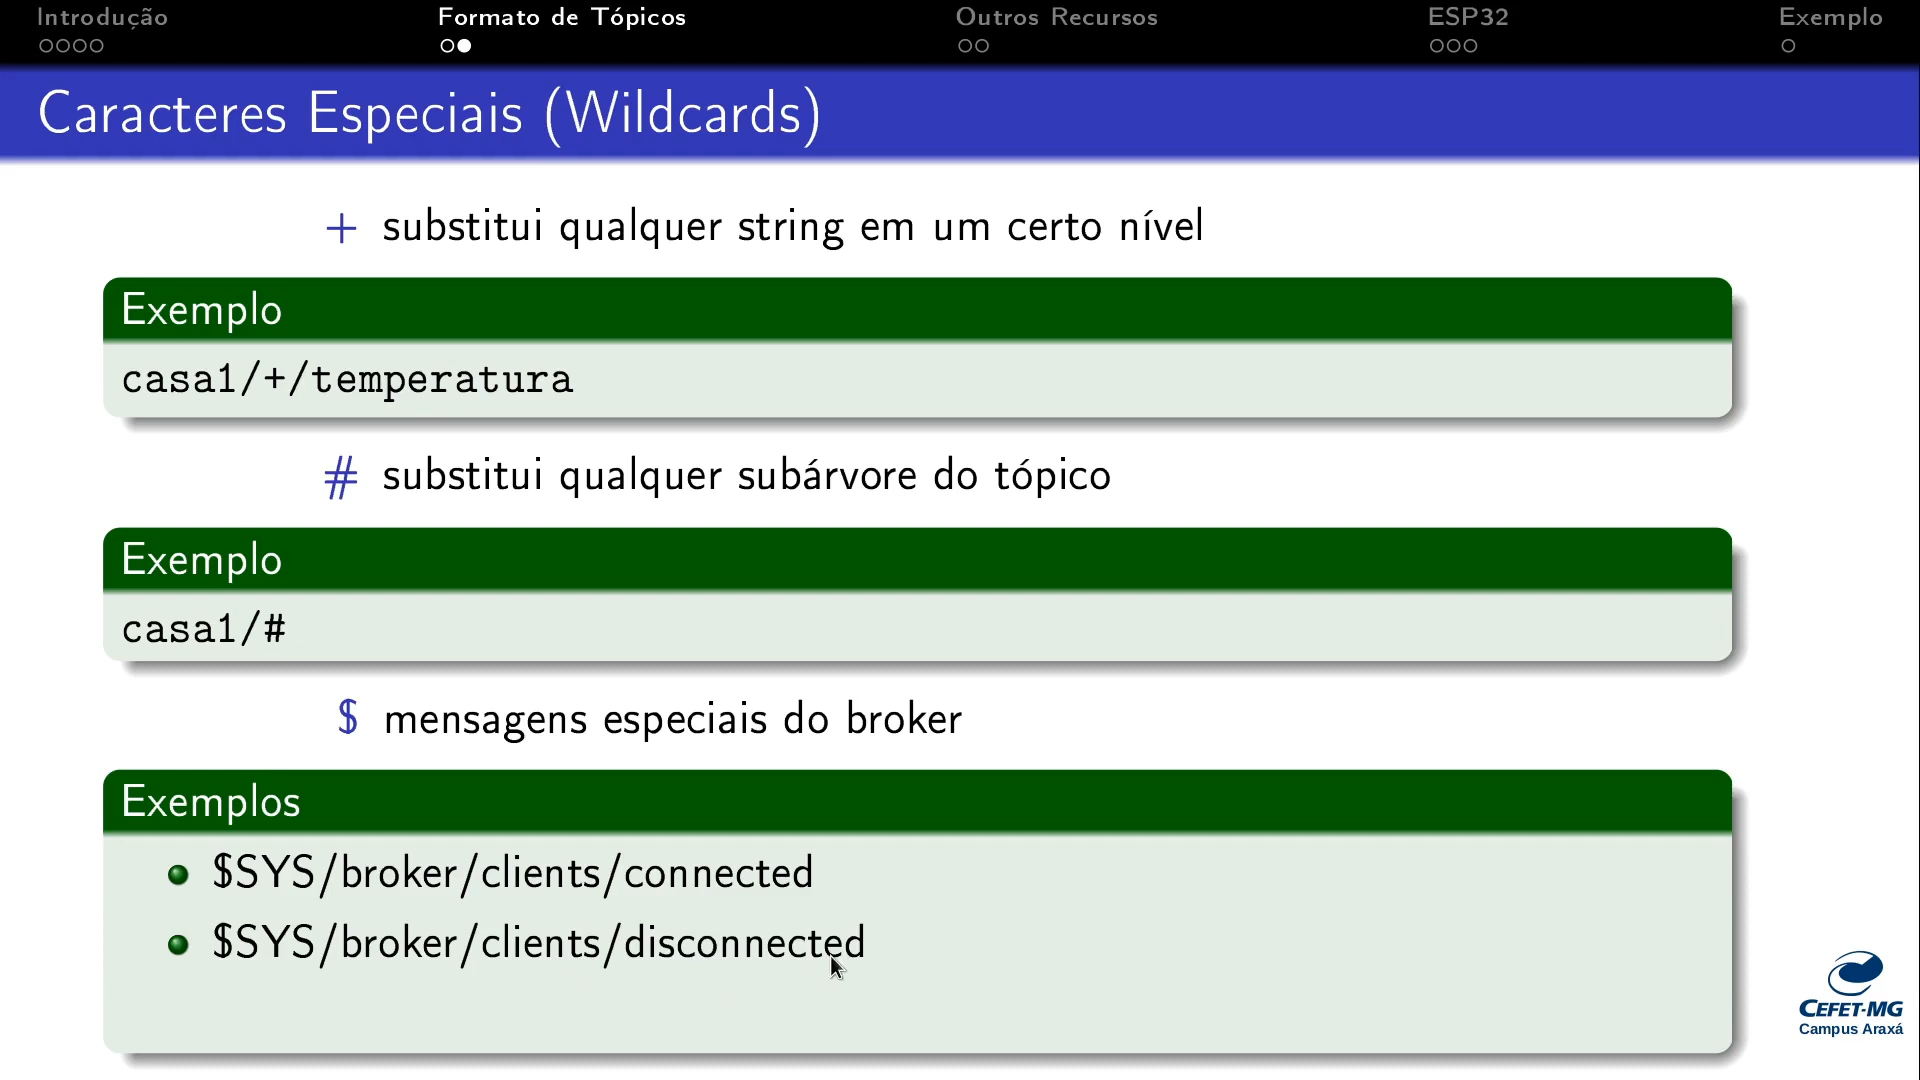 Introdução
Formato de Tópicos
Outros Recursos
ESP32
Exemplo
Caracteres Especiais (Wildcards)
+ substitui qualquer string em um certo nível
Exemplo
casa1/+/temperatura
# substitui qualquer subárvore do tópico
Exemplo
casa1/#
$ mensagens especiais do broker
Exemplos
$SYS/broker/clients/connected
$SYS/broker/clients/disconnected
CEFET-MG
Campus Araxá